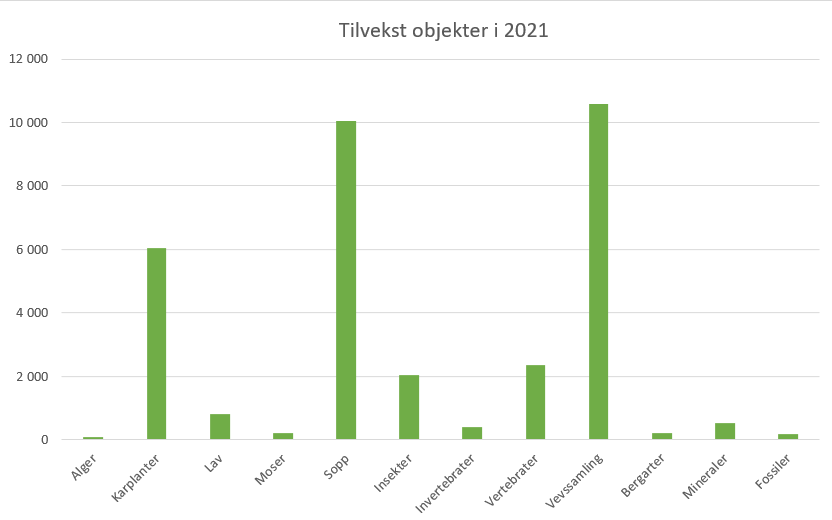 Tilvekst objekter i 2021
12 000
10 000
8 000
6 000
4 000
2 000
0
Alger
Karplanter
Lav
Moser
Sopp
Insekter
Invertebrater
Vertebrater
Vevssamling
Bergarter
Mineraler
Fossiler